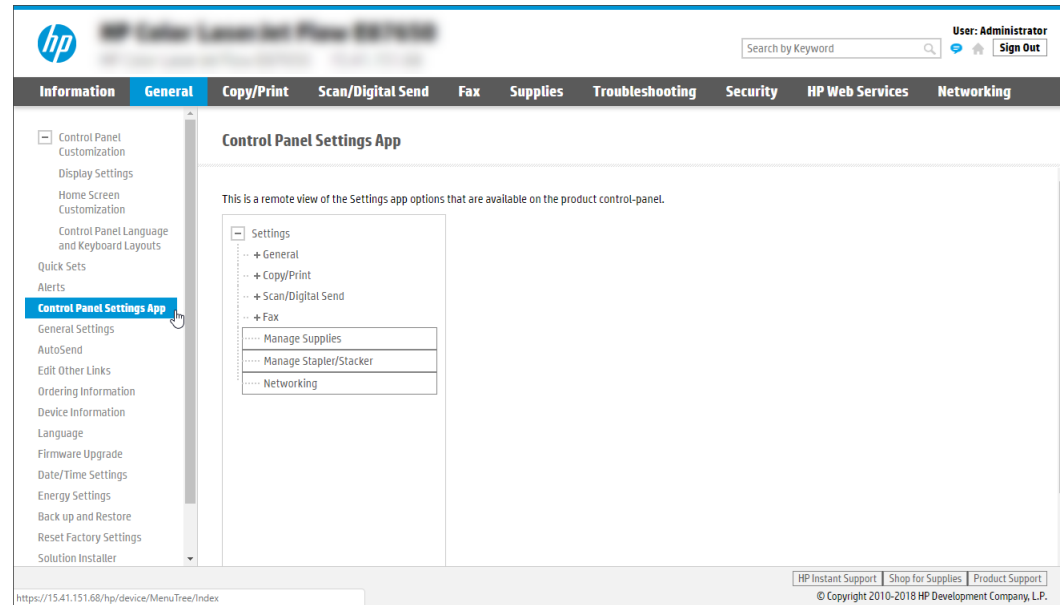 hp
User: Administrator
Search by Keyword
Sign Out
Information General Copy/Print Scan/Digital Send Fax Supplies Troubleshooting Security HP Web Services Networking
Control Panel
Customization
Display Settings
Home Screen
Customization
Control Panel Language
and Keyboard Layouts
Quick Sets
Alerts
Control Panel Settings App
General Settings
AutoSend
Edit Other Links
Ordering Information
Device Information
Language
Firmware Upgrade
Date/Time Settings
Energy Settings
Back up and Restore
Reset Factory Settings
Solution Installer
Control Panel Settings App
This is a remote view of the Settings app options that are available on the product control-panel.
Settings
+ General
+ Copy/Print
+ Scan/Digital Send
+ Fax
Manage Supplies
Manage Stapler/Stacker
Networking
HP Instant Support Shop for Supplies Product Support
© Copyright 2010-2018 HP Development Company, L.P.
https://15.41.151.68/hp/device/MenuTree/Index